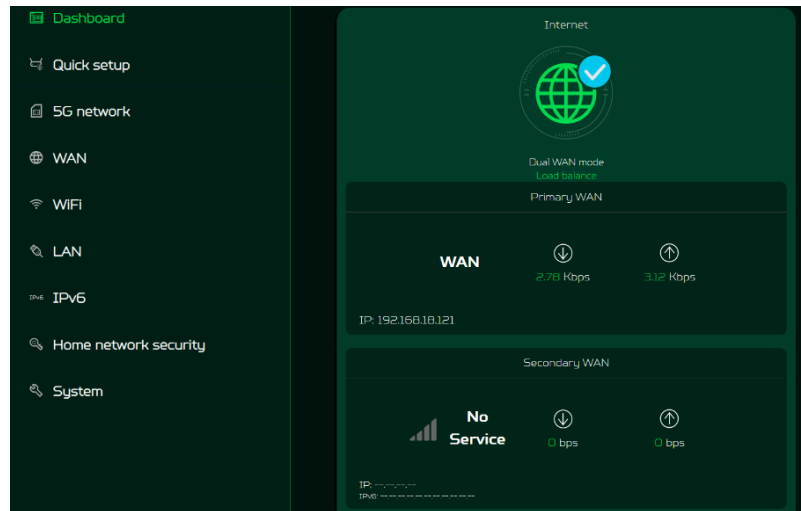 Dashboard
Quick setup
5G network
WAN
WiFi
LAN
IPv6 IPv6
Home network security
System
Internet
Dual WAN mode
Load balance
Primary WAN
WAN
2.78 Kbps
3.12 Kbps
IP: 192.168.18.121
Secondary WAN
No
Service
0 bps
0 bps
IP: --.--.--.--
IPv6: --:--:--:--:--:--:--:--:--:--:--:--